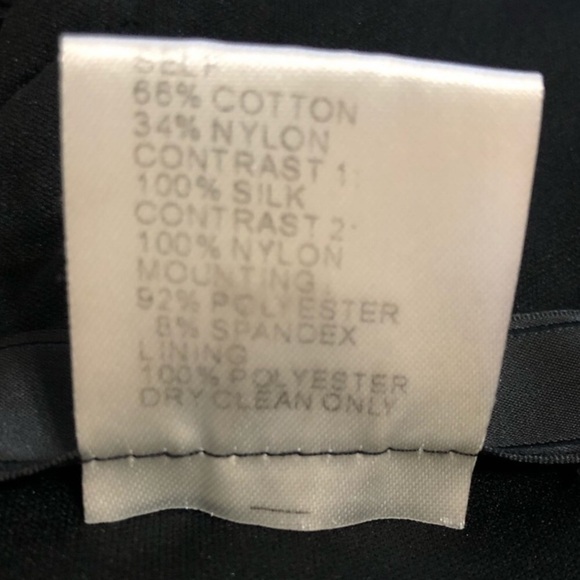 SELF
66% COTTON
34% NYLON
CONTRAST 1:
100% SILK
CONTRAST 2:
100% NYLON
MOUNTING:
92% POLYESTER
8% SPANDEX
LINING
100% POLYESTER
DRY CLEAN ONLY